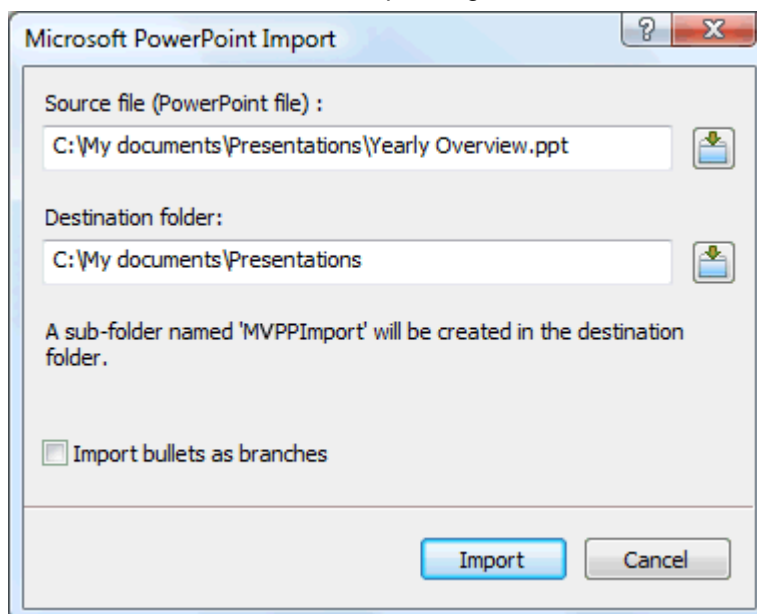 Microsoft PowerPoint Import
Source file (PowerPoint file) :
C:\My documents\Presentations\Yearly Overview.ppt
Destination folder:
C:\My documents\Presentations
A sub-folder named 'MVPPImport' will be created in the destination
folder.
Import bullets as branches
Import Cancel